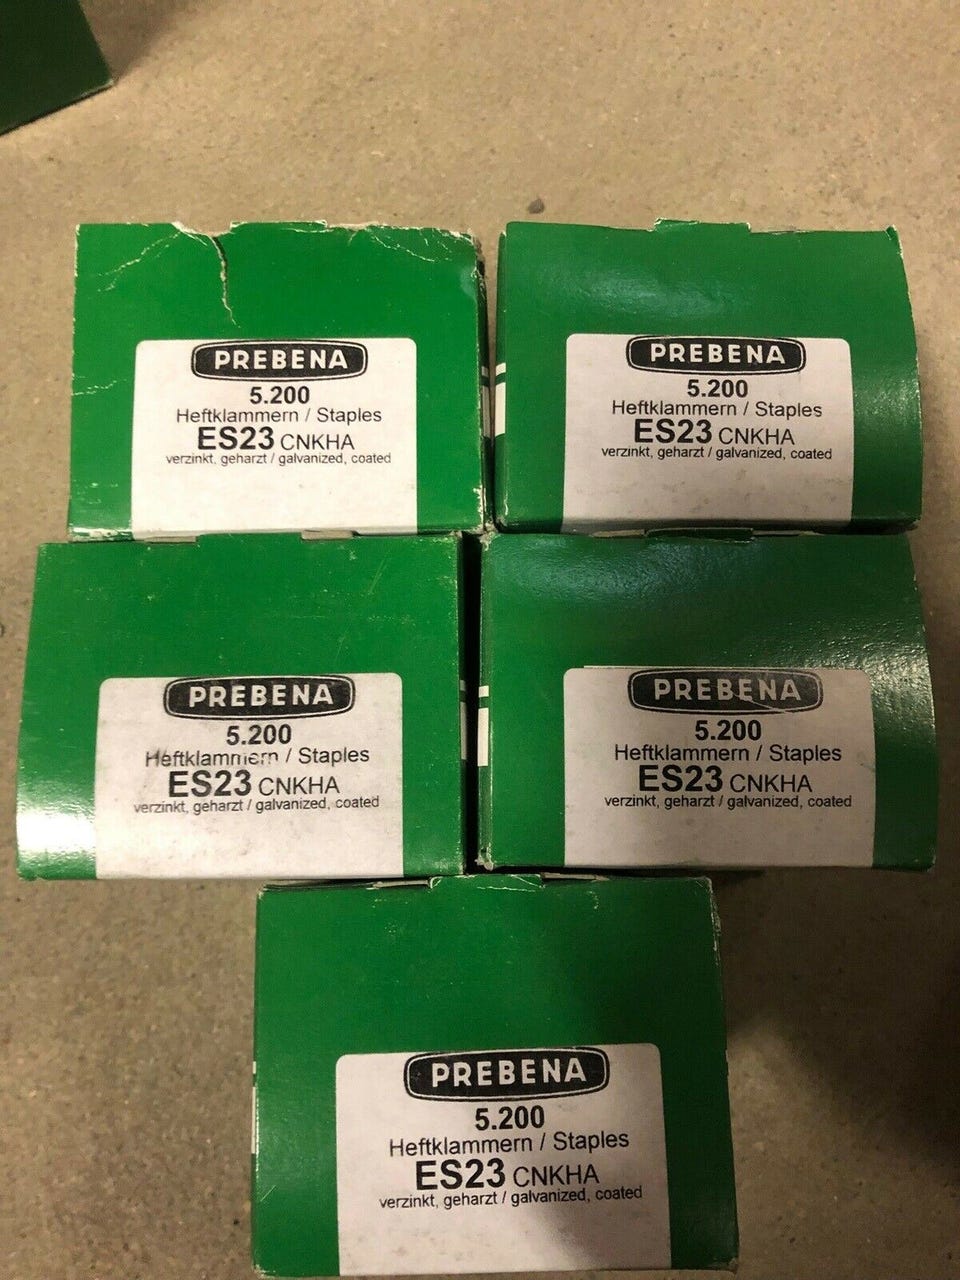 PREBENA
5.200
Heftklammern / Staples
ES23 CNKHA
verzinkt, geharzt / galvanized, coated
PREBENA
5.200
Heftklammern / Staples
ES23 CNKHA
verzinkt, geharzt / galvanized, coated
PREBENA
5.200
Heftklammern / Staples
ES23 CNKHA
verzinkt, geharzt / galvanized, coated
PREBENA
5.200
Heftklammern / Staples
ES23 CNKHA
verzinkt, geharzt / galvanized, coated
PREBENA
5.200
Heftklammern / Staples
ES23 CNKHA
verzinkt, geharzt / galvanized, coated